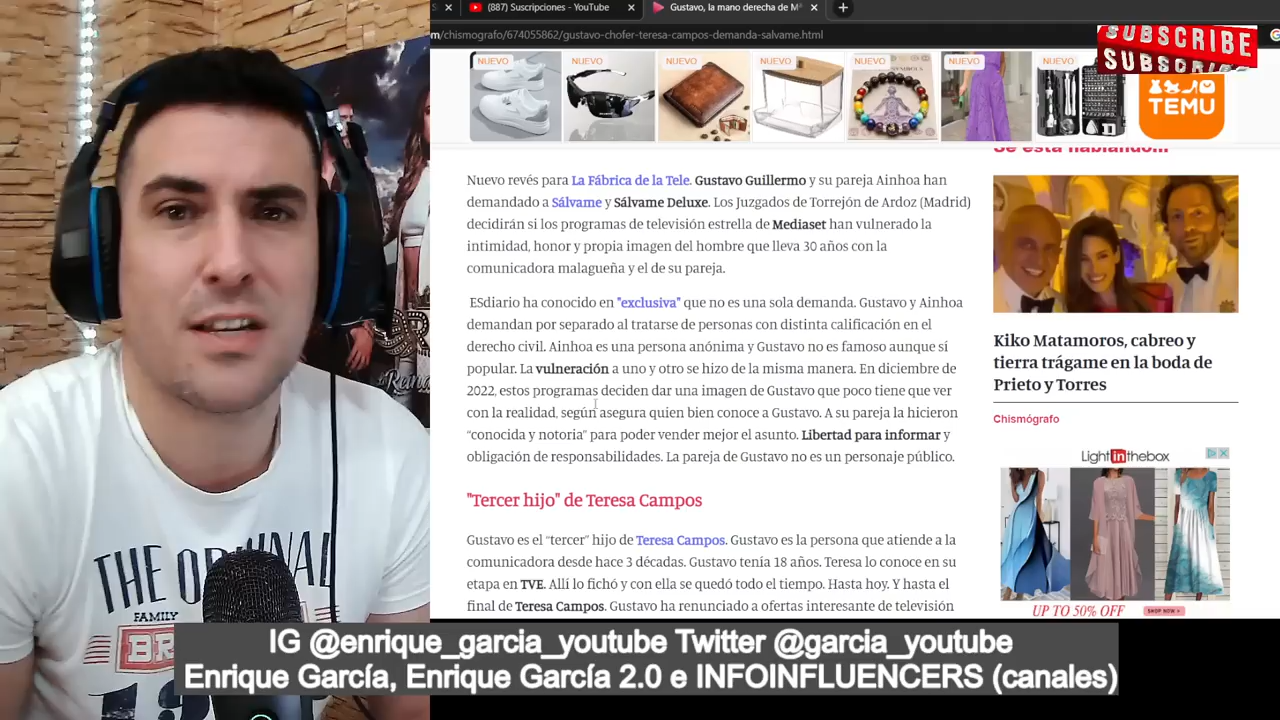 (887) Suscripciones - YouTube
Gustavo, la mano derecha de M
m/chismógrafo/674055862/gustavo-chofer-teresa-campos-demanda-salvame.html
SUBSCRIBE
SUBSCRIBE
NUEVO
NUEVO
NUEVO
NUEVO
NUEVO
NUEVO
NUEVO
TEMU
Se está hablando...
Nuevo revés para La Fábrica de la Tele. Gustavo Guillermo y su pareja Ainhoa han
demandado a Sálvame y Sálvame Deluxe. Los Juzgados de Torrejón de Ardoz (Madrid)
decidirán si los programas de televisión estrella de Mediaset han vulnerado la
intimidad, honor y propia imagen del hombre que lleva 30 años con la
comunicadora malagueña y el de su pareja.
ESdiario ha conocido en "exclusiva" que no es una sola demanda. Gustavo y Ainhoa
demandan por separado al tratarse de personas con distinta calificación en el
derecho civil. Ainhoa es una persona anónima y Gustavo no es famoso aunque sí
popular. La vulneración a uno y otro se hizo de la misma manera. En diciembre de
2022, estos programas deciden dar una imagen de Gustavo que poco tiene que ver
con la realidad, según asegura quien bien conoce a Gustavo. A su pareja la hicieron
“conocida y notoria” para poder vender mejor el asunto. Libertad para informar y
obligación de responsabilidades. La pareja de Gustavo no es un personaje público.
"Tercer hijo" de Teresa Campos
Gustavo es el “tercer” hijo de Teresa Campos. Gustavo es la persona que atiende a la
comunicadora desde hace 3 décadas. Gustavo tenía 18 años. Teresa lo conoce en su
etapa en TVE. Allí lo fichó y con ella se quedó todo el tiempo. Hasta hoy. Y hasta el
final de Teresa Campos. Gustavo ha renunciado a ofertas interesante de televisión
Kiko Matamoros, cabreo y
tierra trágame en la boda de
Prieto y Torres
Chismógrafo
Light in the box
UP TO 50% OFF
SHOP NOW
THE OR
NAL
FAMILY
BR
IG @enrique_garcia_youtube Twitter @garcia_youtube
Enrique García, Enrique García 2.0 e INFOINFLUENCERS (canales)